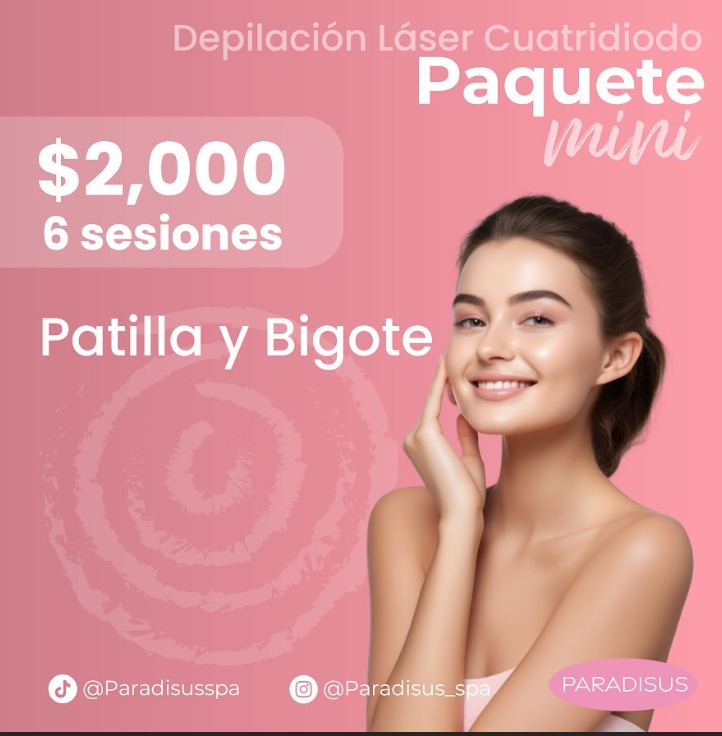 Depilación Láser Cuatridiodo
Paquete
mini
$2,000
6 sesiones
Patilla y Bigote
@Paradisusspa
@Paradisus_spa
PARADISUS